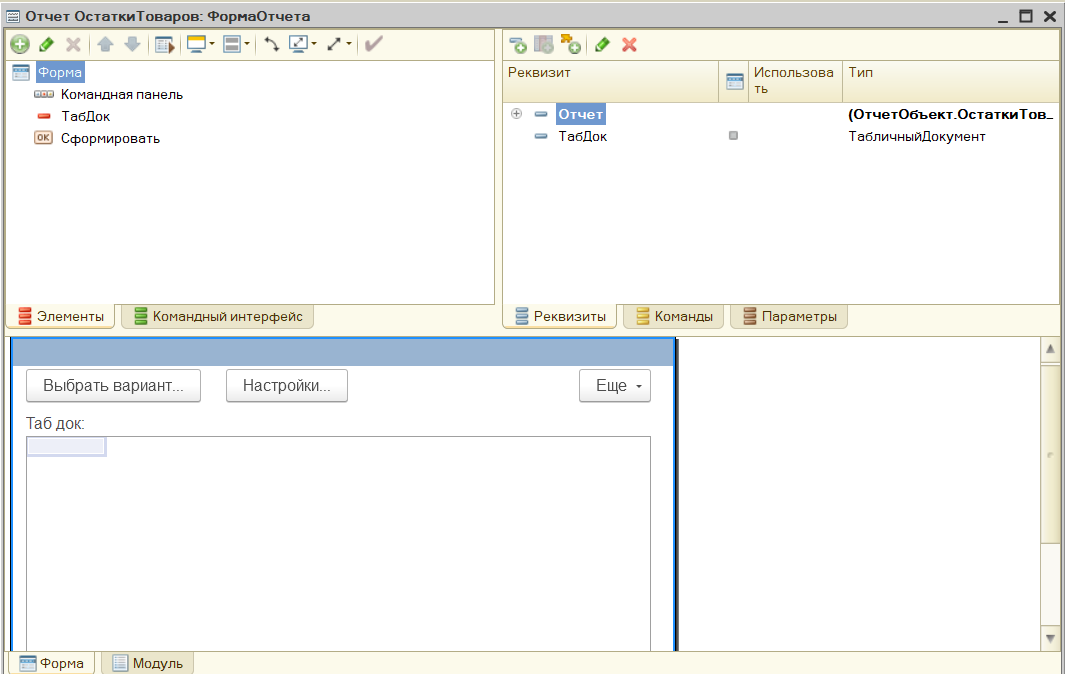 Отчет ОстаткиТоваров: ФормаОтчета
Форма
Командная панель
ТабДок
OK Сформировать
Элементы
Командный интерфейс
Реквизит
Использова
ть
Тип
Отчет
(ОтчетОбъект.ОстаткиТов...
ТабДок
ТабличныйДокумент
Реквизиты
Команды
Параметры
Выбрать вариант...
Настройки...
Еще
Таб док:
Форма
Модуль